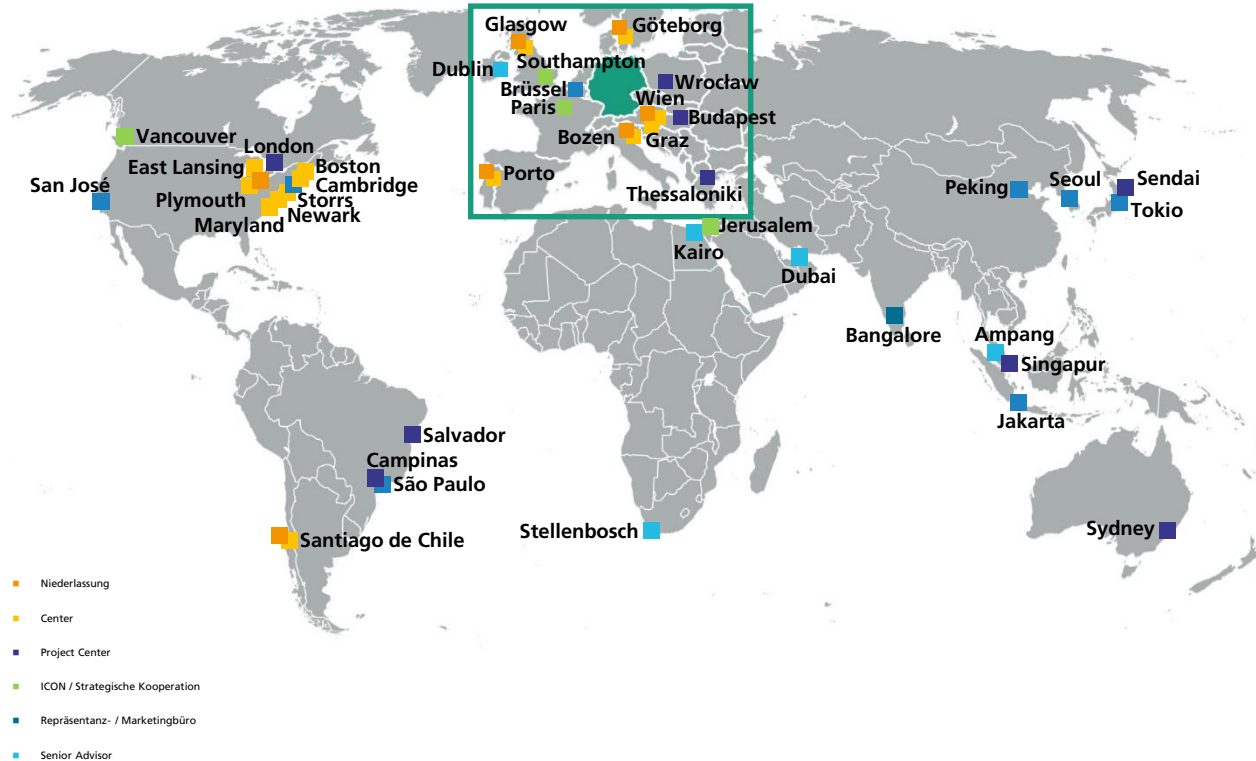 Glasgow
Göteborg
Southampton
Dublin
Brüssel
Wrocław
Wien
Paris
Budapest
Vancouver
Bozen
Graz
London
East Lansing
Boston
San José
Cambridge
Porto
Plymouth
Storrs
Thessaloniki
Newark
Maryland
Peking
Seoul
Sendai
Tokio
Jerusalem
Kairo
Dubai
Bangalore
Ampang
Singapur
Jakarta
Salvador
Campinas
São Paulo
Stellenbosch
Sydney
Santiago de Chile
Niederlassung
Center
Project Center
ICON / Strategische Kooperation
Repräsentanz- / Marketingbüro
Senior Advisor